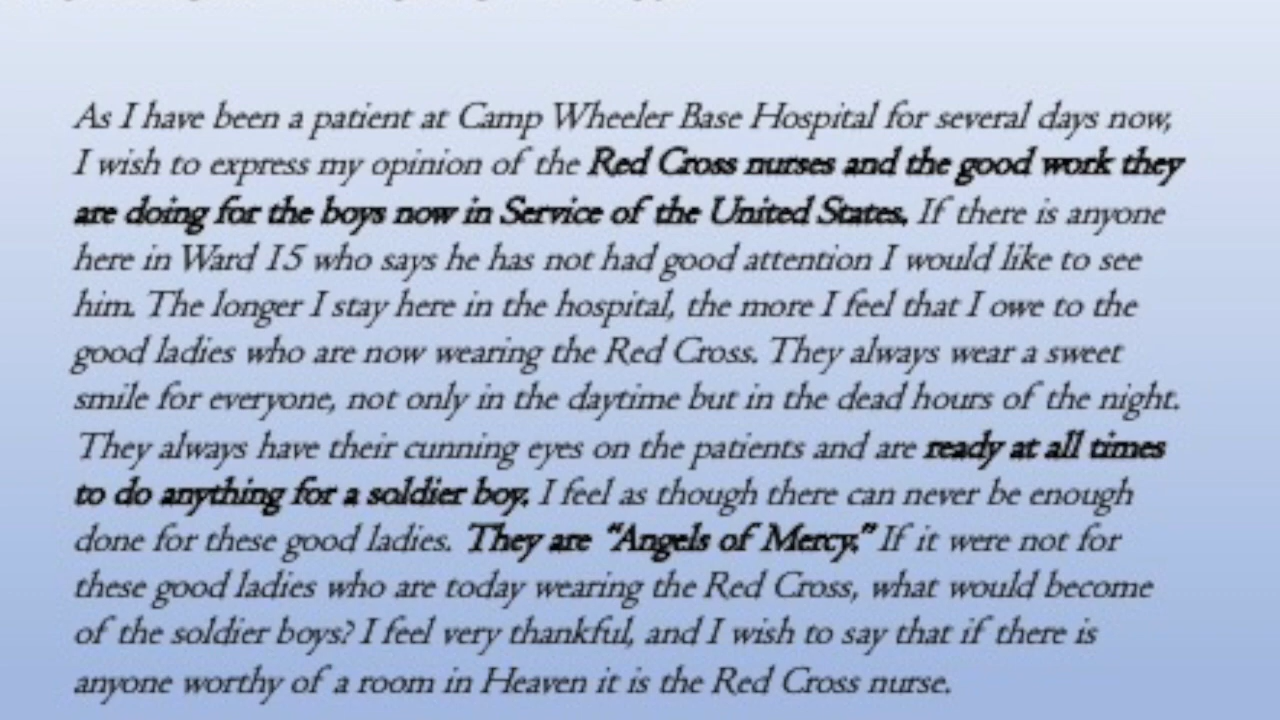 As I have been a patient at Camp Wheeler Base Hospital for several days now,
I wish to express my opinion of the Red Cross nurses and the good work they
are doing for the boys now in Service of the United States. If there is anyone
here in Ward 15 who says he has not had good attention I would like to see
him. The longer I stay here in the hospital, the more I feel that I owe to the
good ladies who are now wearing the Red Cross. They always wear a sweet
smile for everyone, not only in the daytime but in the dead hours of the night.
They always have their cunning eyes on the patients and are ready at all times
to do anything for a soldier boy. I feel as though there can never be enough
done for these good ladies. They are “Angels of Mercy.” If it were not for
these good ladies who are today wearing the Red Cross, what would become
of the soldier boys? I feel very thankful, and I wish to say that if there is
anyone worthy of a room in Heaven it is the Red Cross nurse.